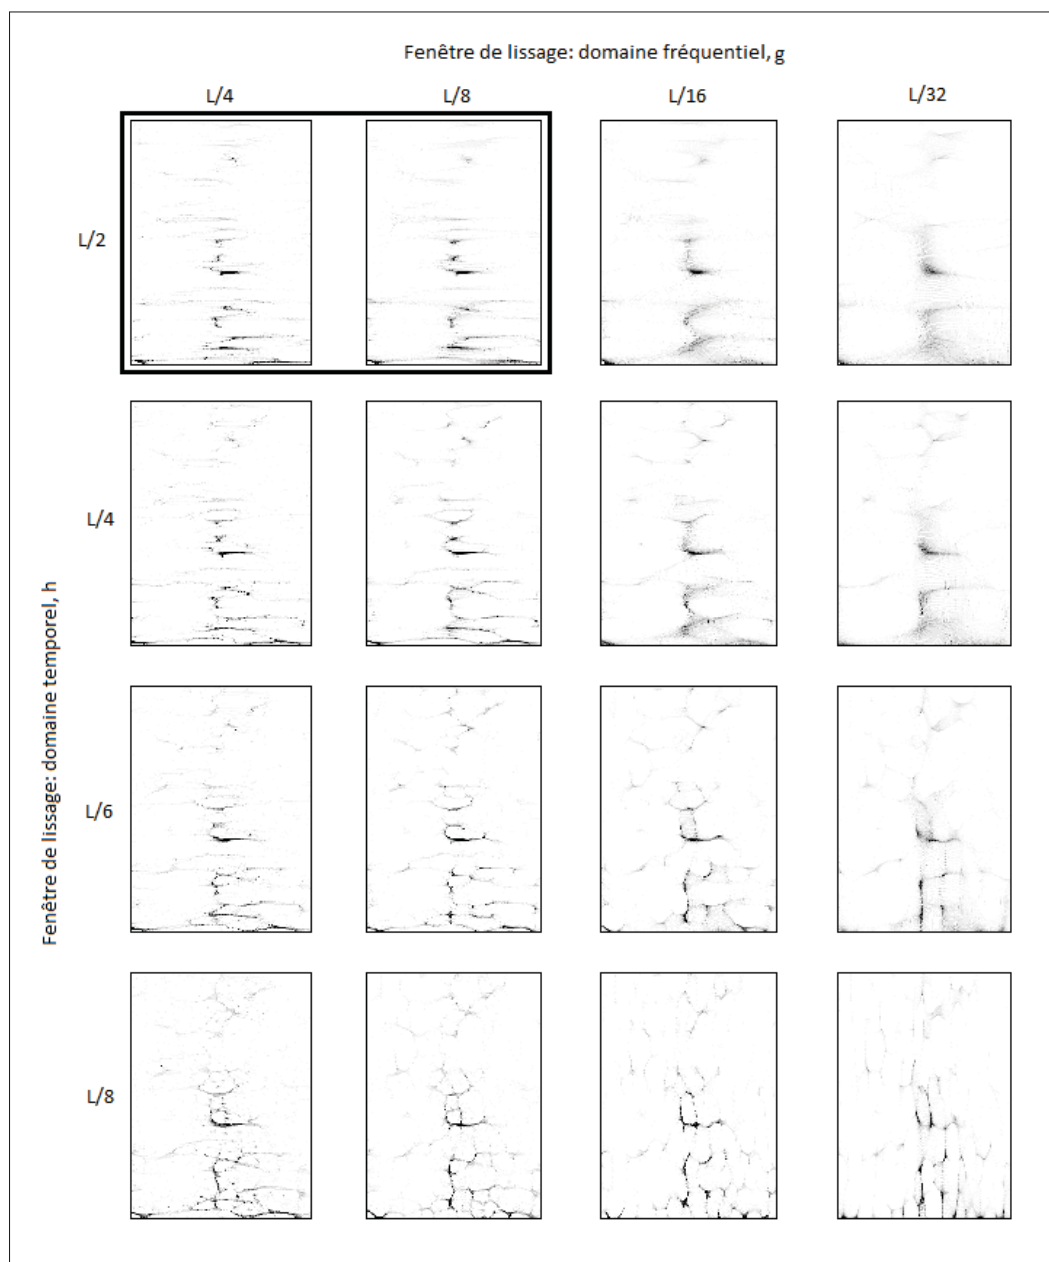 Fenêtre de lissage: domaine fréquentiel, g
L/4 L/8 L/16 L/32
L/2
L/4
Fenêtre de lissage: domaine temporel, h
L/6
L/8